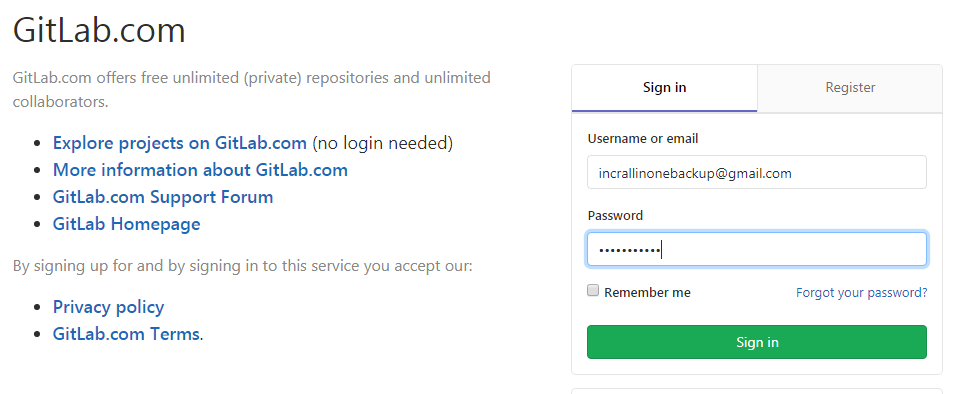 GitLab.com
GitLab.com offers free unlimited (private) repositories and unlimited
collaborators.
Explore projects on GitLab.com (no login needed)
More information about GitLab.com
GitLab.com Support Forum
GitLab Homepage
By signing up for and by signing in to this service you accept our:
Privacy policy
GitLab.com Terms.
Sign in Register
Username or email
incrallinonebackup@gmail.com
Password
•••••••••••
Remember me Forgot your password?
Sign in